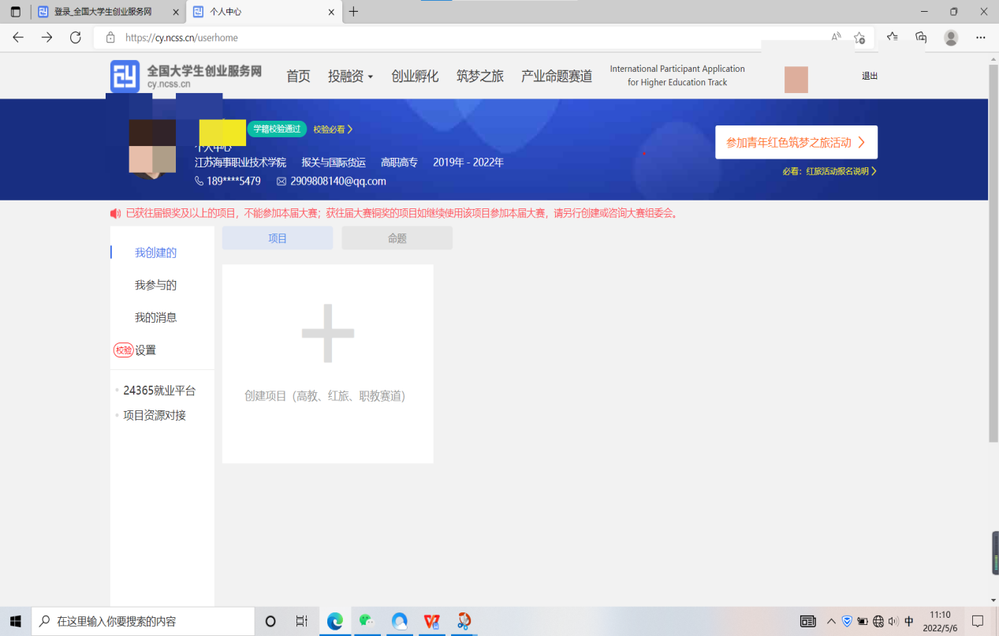 登录_全国大学生创业服务网
个人中心
https://cy.ncss.cn/userhome
全国大学生创业服务网
cy.ncss.cn
首页 投融资 创业孵化 筑梦之旅 产业命题赛道
International Participant Application
for Higher Education Track
退出
学籍校验通过 校验必看
个人中心
江苏海事职业技术学院 报关与国际货运 高职高专 2019年 - 2022年
189****5479 2909808140@qq.com
参加青年红色筑梦之旅活动
必看：红旅活动报名说明
已获往届银奖及以上的项目，不能参加本届大赛；获往届大赛铜奖的项目如继续使用该项目参加本届大赛，请另行创建或咨询大赛组委会。
我创建的
我参与的
我的消息
校验 设置
24365就业平台
项目资源对接
项目 命题
创建项目（高教、红旅、职教赛道）
在这里输入你要搜索的内容
中
11:10
2022/5/6